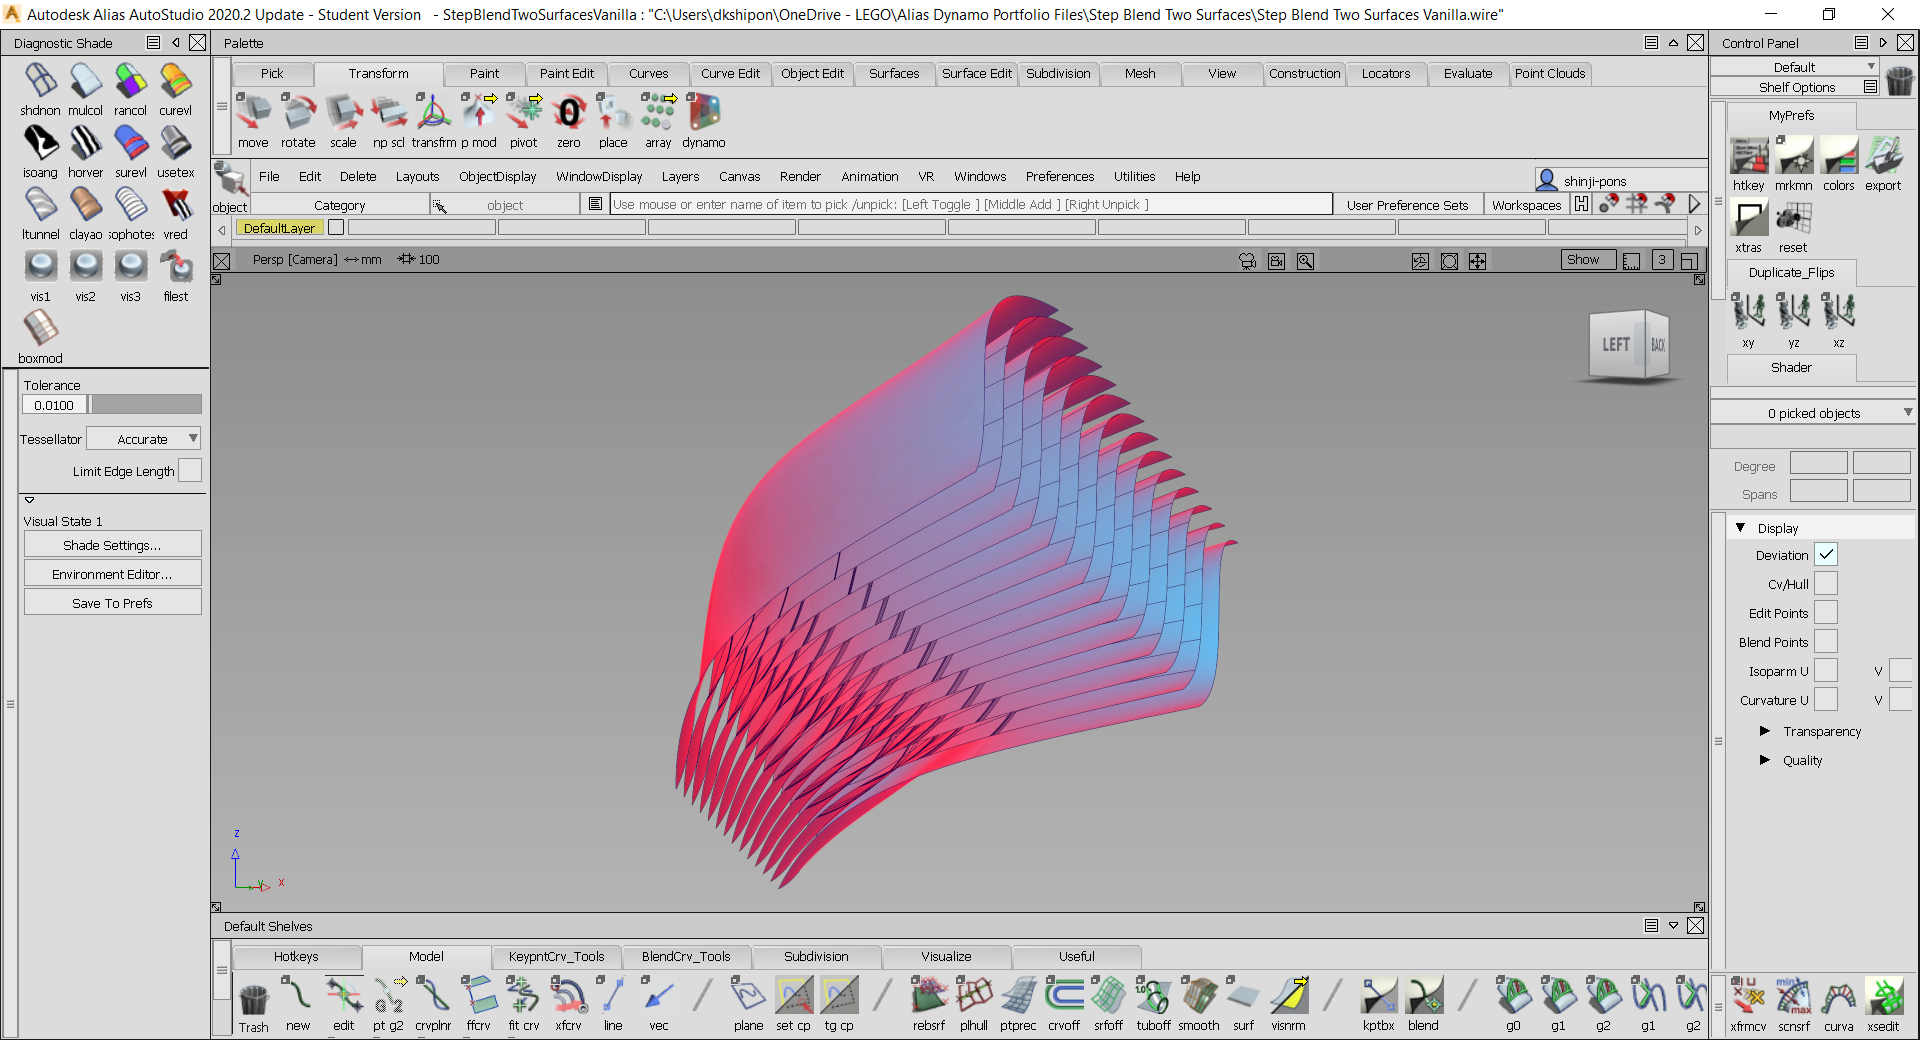 Autodesk Alias AutoStudio 2020.2 Update - Student Version - StepBlendTwoSurfacesVanilla : "C:\Users\dkshipon\OneDrive - LEGO\Alias Dynamo Portfolio Files\Step Blend Two Surfaces\Step Blend Two Surfaces Vanilla.wire"
Diagnostic Shade
shdnon mulcol rancol curevl
isoang horver surevl usetex
ltunnel clayao sophotes vred
vis1 vis2 vis3 filest
boxmod
Tolerance
0.0100
Tessellator Accurate
Limit Edge Length
Visual State 1
Shade Settings...
Environment Editor...
Save To Prefs
Palette
Pick Transform Paint Paint Edit Curves Curve Edit Object Edit Surfaces Surface Edit Subdivision Mesh View Construction Locators Evaluate Point Clouds
0
move rotate scale np scl transfrm p mod pivot zero place array dynamo
File Edit Delete Layouts ObjectDisplay WindowDisplay Layers Canvas Render Animation VR Windows Preferences Utilities Help
shinji-pons
object Category object Use mouse or enter name of item to pick /unpick: [Left Toggle ] [Middle Add ] [Right Unpick ] User Preference Sets Workspaces H
DefaultLayer
Persp [Camera] mm 100 Show 3
LEFT BACK
z
y x
Default Shelves
Hotkeys Model KeypntCrv_Tools BlendCrv_Tools Subdivision Visualize Useful
Trash new edit pt g2 crvplnr ffcrv fit crv xfcrv line vec plane set cp tg cp rebsrf plhull ptprec crvoff srfoff tuboff smooth surf visnrm kptbx blend g0 g1 g2 g1 g2
Control Panel
Default
Shelf Options
MyPrefs
htkey mrkmn colors export
xtras reset
Duplicate_Flips
xy yz xz
Shader
0 picked objects
Degree
Spans
Display
Deviation
Cv/Hull
Edit Points
Blend Points
Isoparm U V
Curvature U V
Transparency
Quality
xfrmcv scnsrf curva xsedit